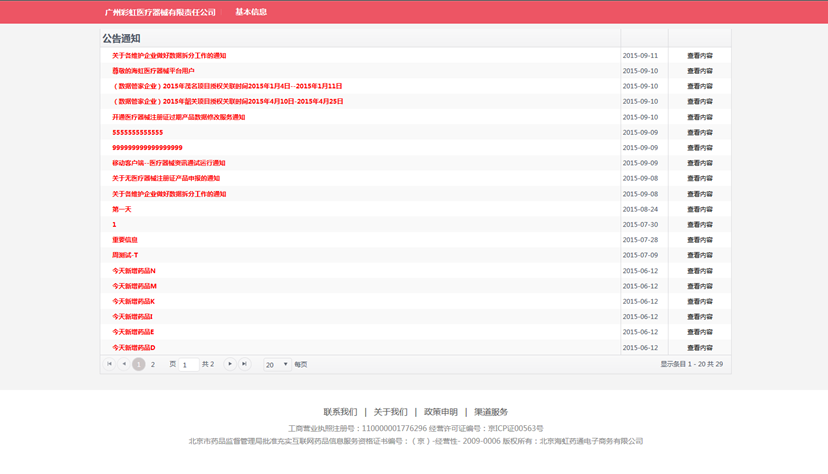 广州彩虹医疗器械有限责任公司 基本信息
公告通知
关于各维护企业做好数据拆分工作的通知 2015-09-11 查看内容
尊敬的海虹医疗器械平台用户 2015-09-10 查看内容
（数据管家企业）2015年茂名项目授权关联时间2015年1月4日--2015年1月11日 2015-09-10 查看内容
（数据管家企业）2015年韶关项目授权关联时间2015年4月10日-2015年4月25日 2015-09-10 查看内容
开通医疗器械注册证过期产品数据修改服务通知 2015-09-10 查看内容
5555555555555 2015-09-09 查看内容
999999999999999999 2015-09-09 查看内容
移动客户端--医疗器械资讯通试运行通知 2015-09-09 查看内容
关于无医疗器械注册证产品申报的通知 2015-09-08 查看内容
关于各维护企业做好数据拆分工作的通知 2015-09-08 查看内容
第一天 2015-08-24 查看内容
1 2015-07-30 查看内容
重要信息 2015-07-28 查看内容
周测试-T 2015-07-09 查看内容
今天新增药品N 2015-06-12 查看内容
今天新增药品M 2015-06-12 查看内容
今天新增药品K 2015-06-12 查看内容
今天新增药品I 2015-06-12 查看内容
今天新增药品E 2015-06-12 查看内容
今天新增药品D 2015-06-12 查看内容
1 2 页 1 共 2 20 每页 显示条目 1 - 20 共 29
联系我们 | 关于我们 | 政策申明 | 渠道服务
工商营业执照注册号：110000001776296 经营许可证编号：京ICP证00563号
北京市药品监督管理局批准充实互联网药品信息服务资格证书编号：（京）-经营性- 2009-0006 版权所有：北京海虹药通电子商务有限公司